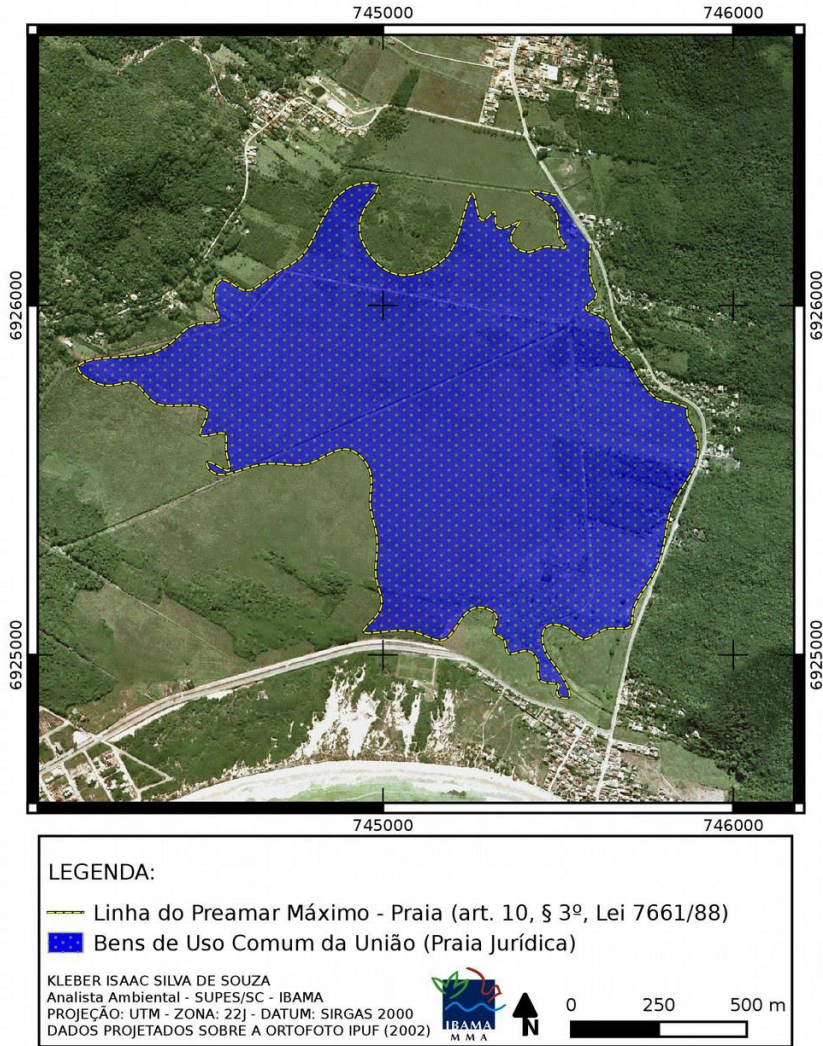 745000 746000
6926000 6926000
6925000 6925000
745000 746000
LEGENDA:
Linha do Preamar Máximo - Praia (art. 10, § 3º, Lei 7661/88)
Bens de Uso Comum da União (Praia Jurídica)
KLEBER ISAAC SILVA DE SOUZA
Analista Ambiental - SUPES/SC - IBAMA
PROJEÇÃO: UTM - ZONA: 22J - DATUM: SIRGAS 2000
DADOS PROJETADOS SOBRE A ORTOFOTO IPUF (2002)
IBAMA
M M A
N
0 250 500 m